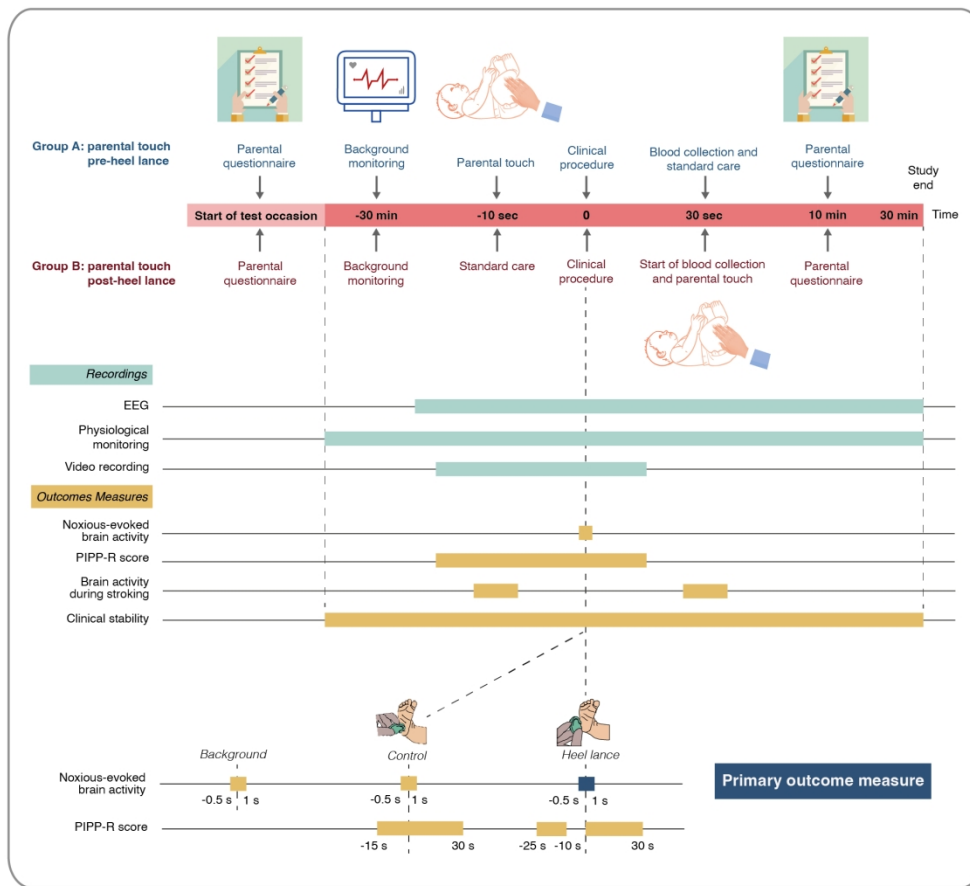 Group A: parental touch
pre-heel lance
Parental
questionnaire
Background
monitoring
Parental touch
Clinical
procedure
Blood collection and
standard care
Parental
questionnaire
Study
end
Start of test occasion
-30 min
-10 sec
0
30 sec
10 min
30 min
Time
Group B: parental touch
post-heel lance
Parental
questionnaire
Background
monitoring
Standard care
Clinical
procedure
Start of blood collection
and parental touch
Parental
questionnaire
Recordings
EEG
Physiological
monitoring
Video recording
Outcomes Measures
Noxious-evoked
brain activity
PIPP-R score
Brain activity
during stroking
Clinical stability
Background
Control
Heel lance
Noxious-evoked
brain activity
-0.5 s
1 s
-0.5 s
1 s
-0.5 s
1 s
Primary outcome measure
PIPP-R score
-15 s
30 s
-25 s
-10 s
30 s